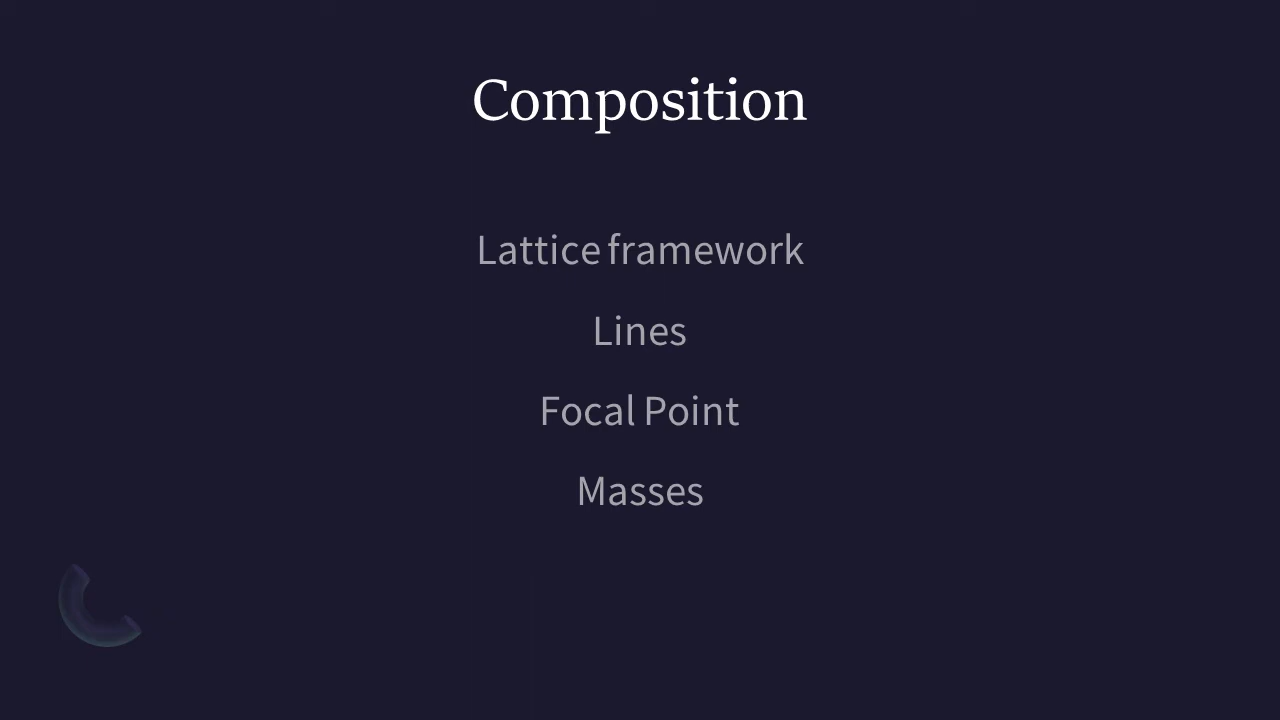 Composition
Lattice framework
Lines
Focal Point
Masses